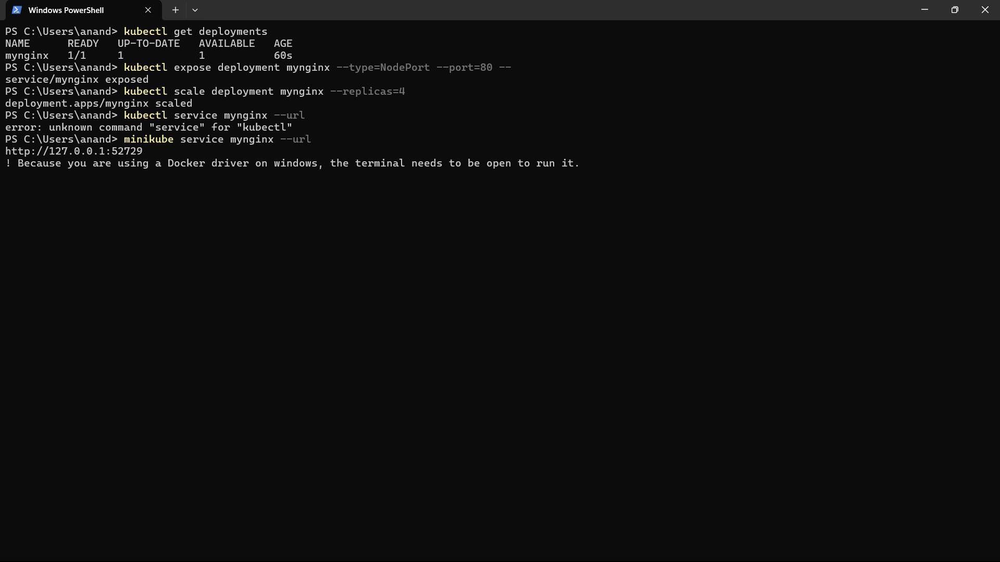 Windows PowerShell
PS C:\Users\anand> kubectl get deployments
NAME      READY   UP-TO-DATE   AVAILABLE   AGE
mynginx   1/1     1            1           60s
PS C:\Users\anand> kubectl expose deployment mynginx --type=NodePort --port=80 --
service/mynginx exposed
PS C:\Users\anand> kubectl scale deployment mynginx --replicas=4
deployment.apps/mynginx scaled
PS C:\Users\anand> kubectl service mynginx --url
error: unknown command "service" for "kubectl"
PS C:\Users\anand> minikube service mynginx --url
http://127.0.0.1:52729
! Because you are using a Docker driver on windows, the terminal needs to be open to run it.